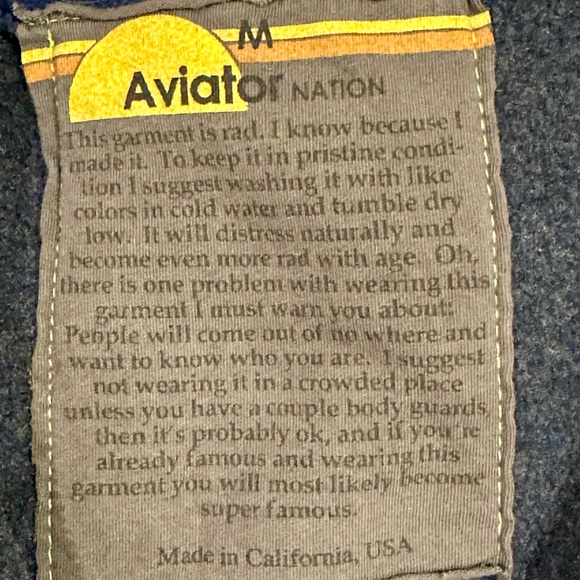 M
Aviator NATION
This garment is rad. I know because I
made it. To keep it in pristine condi-
tion I suggest washing it with like
colors in cold water and tumble dry
low. It will distress naturally and
become even more rad with age. Oh,
there is one problem with wearing this
garment I must warn you about:
People will come out of no where and
want to know who you are. I suggest
not wearing it in a crowded place
unless you have a couple body guards,
then it's probably ok, and if you're
already famous and wearing this
garment you will most likely become
super famous.
Made in California, USA